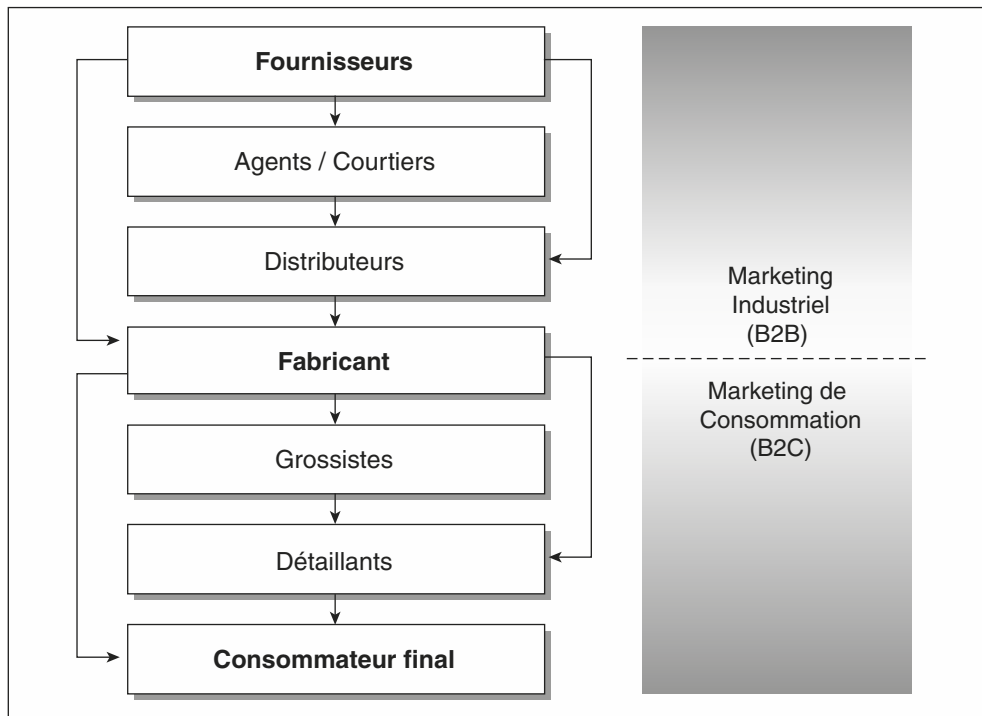 Fournisseurs
Agents / Courtiers
Distributeurs
Fabricant
Grossistes
Détaillants
Consommateur final
Marketing
Industriel
(B2B)
Marketing de
Consommation
(B2C)